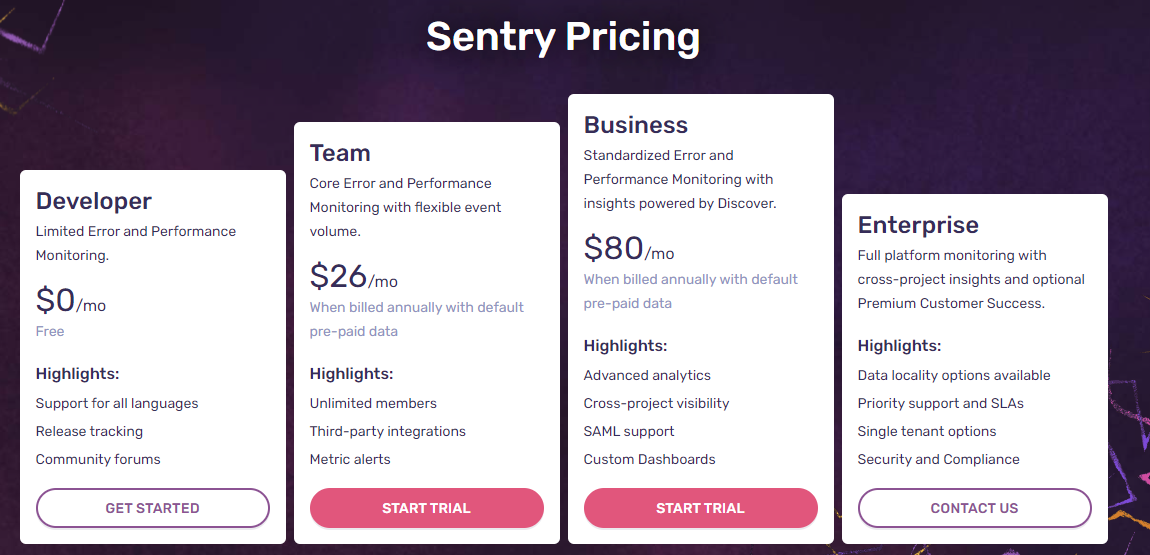 Sentry Pricing
Developer
Limited Error and Performance
Monitoring.
$0/mo
Free
Highlights:
Support for all languages
Release tracking
Community forums
GET STARTED
Team
Core Error and Performance
Monitoring with flexible event
volume.
$26/mo
When billed annually with default
pre-paid data
Highlights:
Unlimited members
Third-party integrations
Metric alerts
START TRIAL
Business
Standardized Error and
Performance Monitoring with
insights powered by Discover.
$80/mo
When billed annually with default
pre-paid data
Highlights:
Advanced analytics
Cross-project visibility
SAML support
Custom Dashboards
START TRIAL
Enterprise
Full platform monitoring with
cross-project insights and optional
Premium Customer Success.
Highlights:
Data locality options available
Priority support and SLAs
Single tenant options
Security and Compliance
CONTACT US